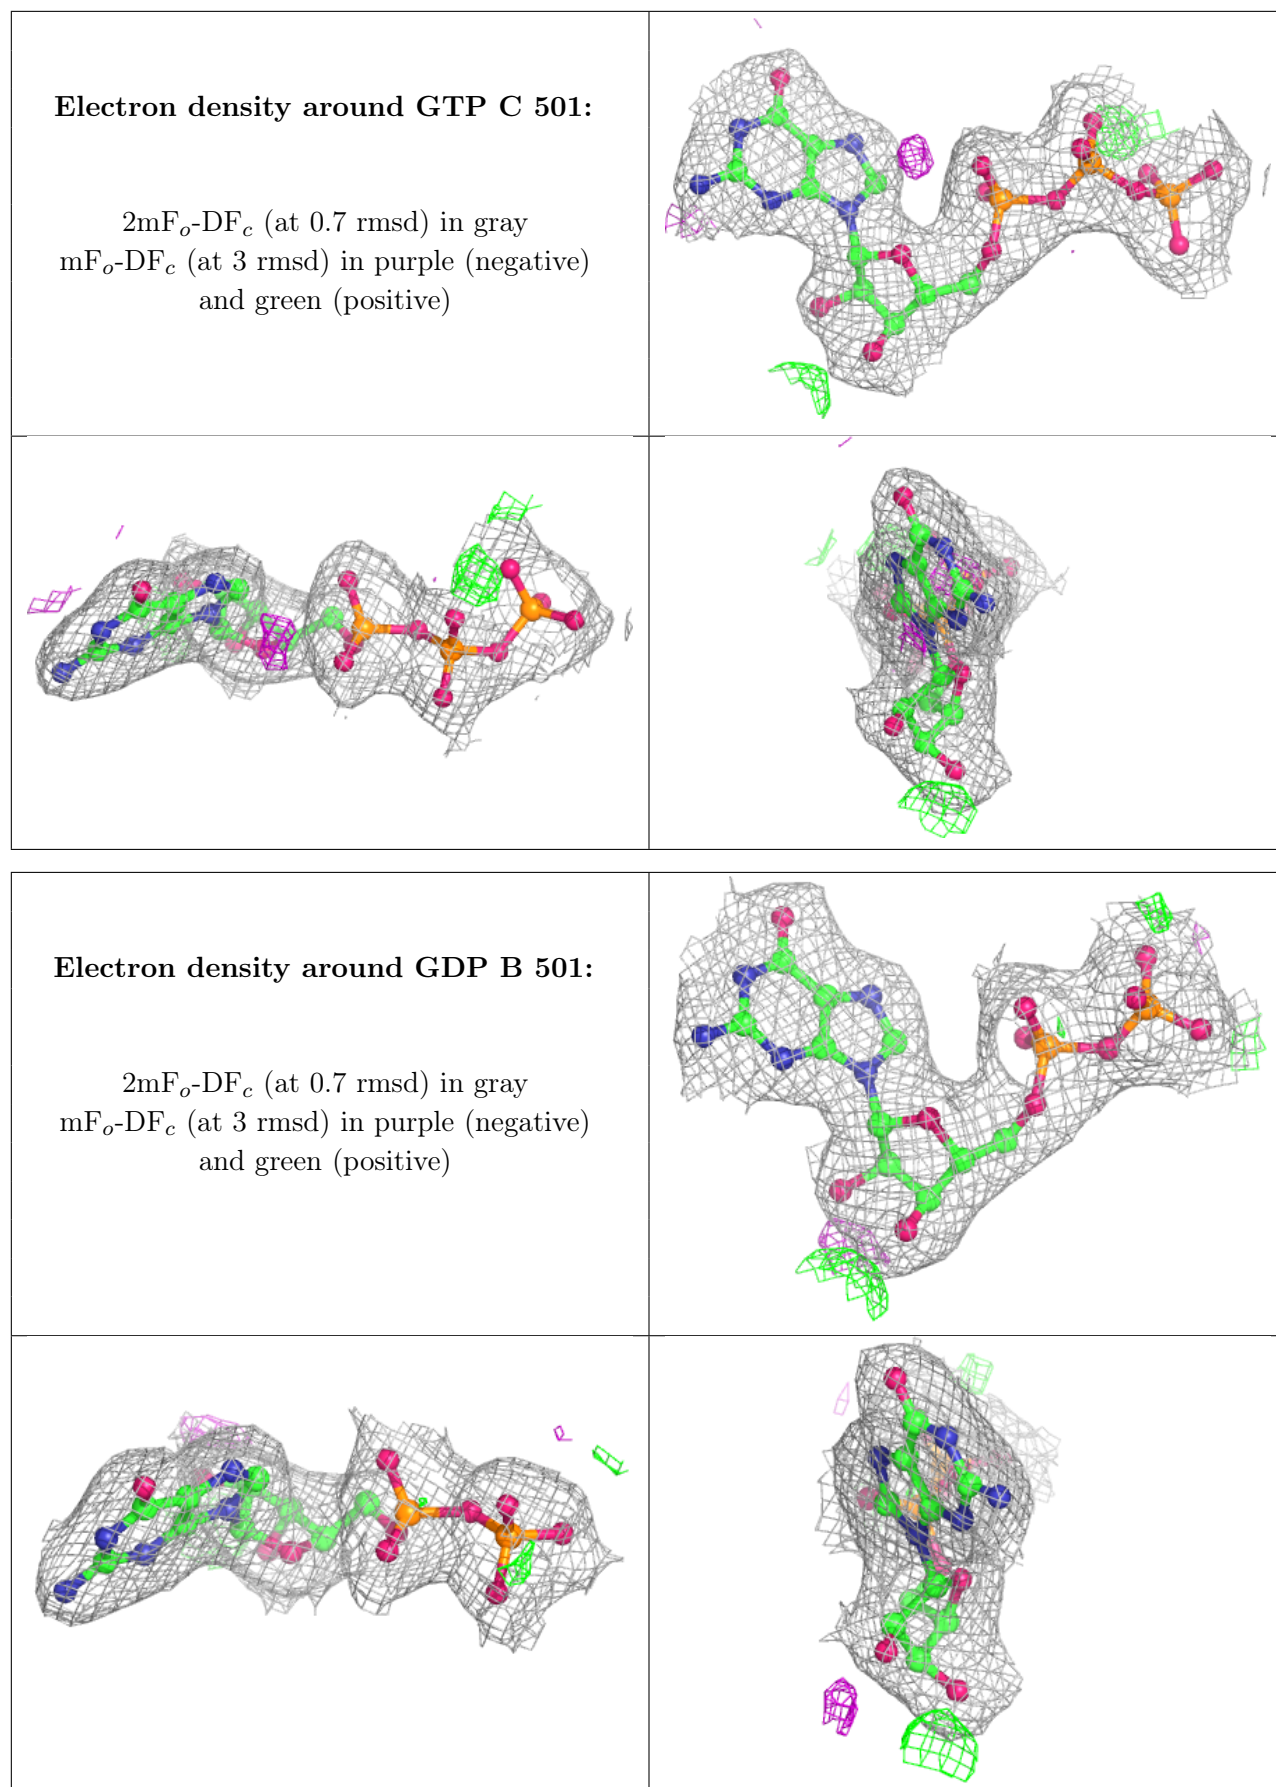 Electron density around GTP C 501:
2mFo-DFc (at 0.7 rmsd) in gray
mFo-DFc (at 3 rmsd) in purple (negative)
and green (positive)
Electron density around GDP B 501:
2mFo-DFc (at 0.7 rmsd) in gray
mFo-DFc (at 3 rmsd) in purple (negative)
and green (positive)